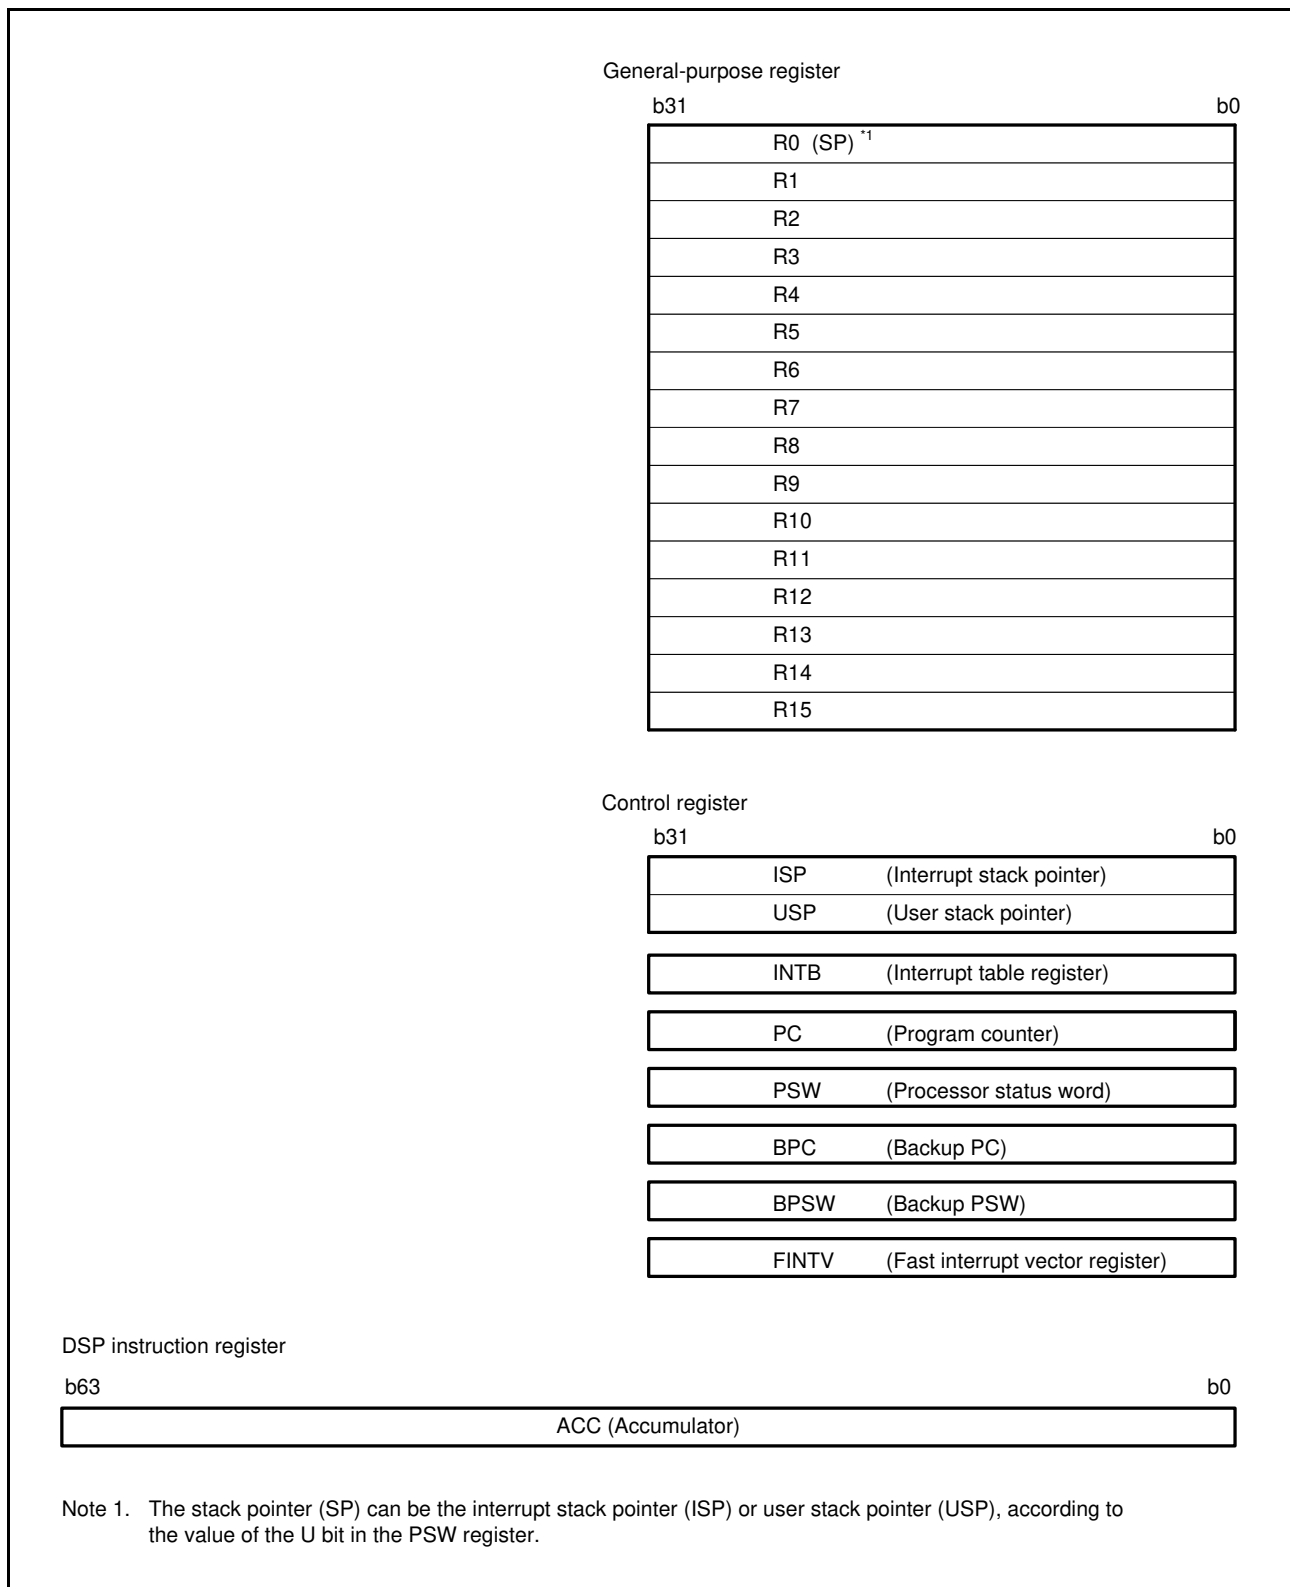 General-purpose register
b31 b0
R0 (SP) *1
R1
R2
R3
R4
R5
R6
R7
R8
R9
R10
R11
R12
R13
R14
R15
Control register
b31 b0
ISP (Interrupt stack pointer)
USP (User stack pointer)
INTB (Interrupt table register)
PC (Program counter)
PSW (Processor status word)
BPC (Backup PC)
BPSW (Backup PSW)
FINTV (Fast interrupt vector register)
DSP instruction register
b63 b0
ACC (Accumulator)
Note 1. The stack pointer (SP) can be the interrupt stack pointer (ISP) or user stack pointer (USP), according to
the value of the U bit in the PSW register.